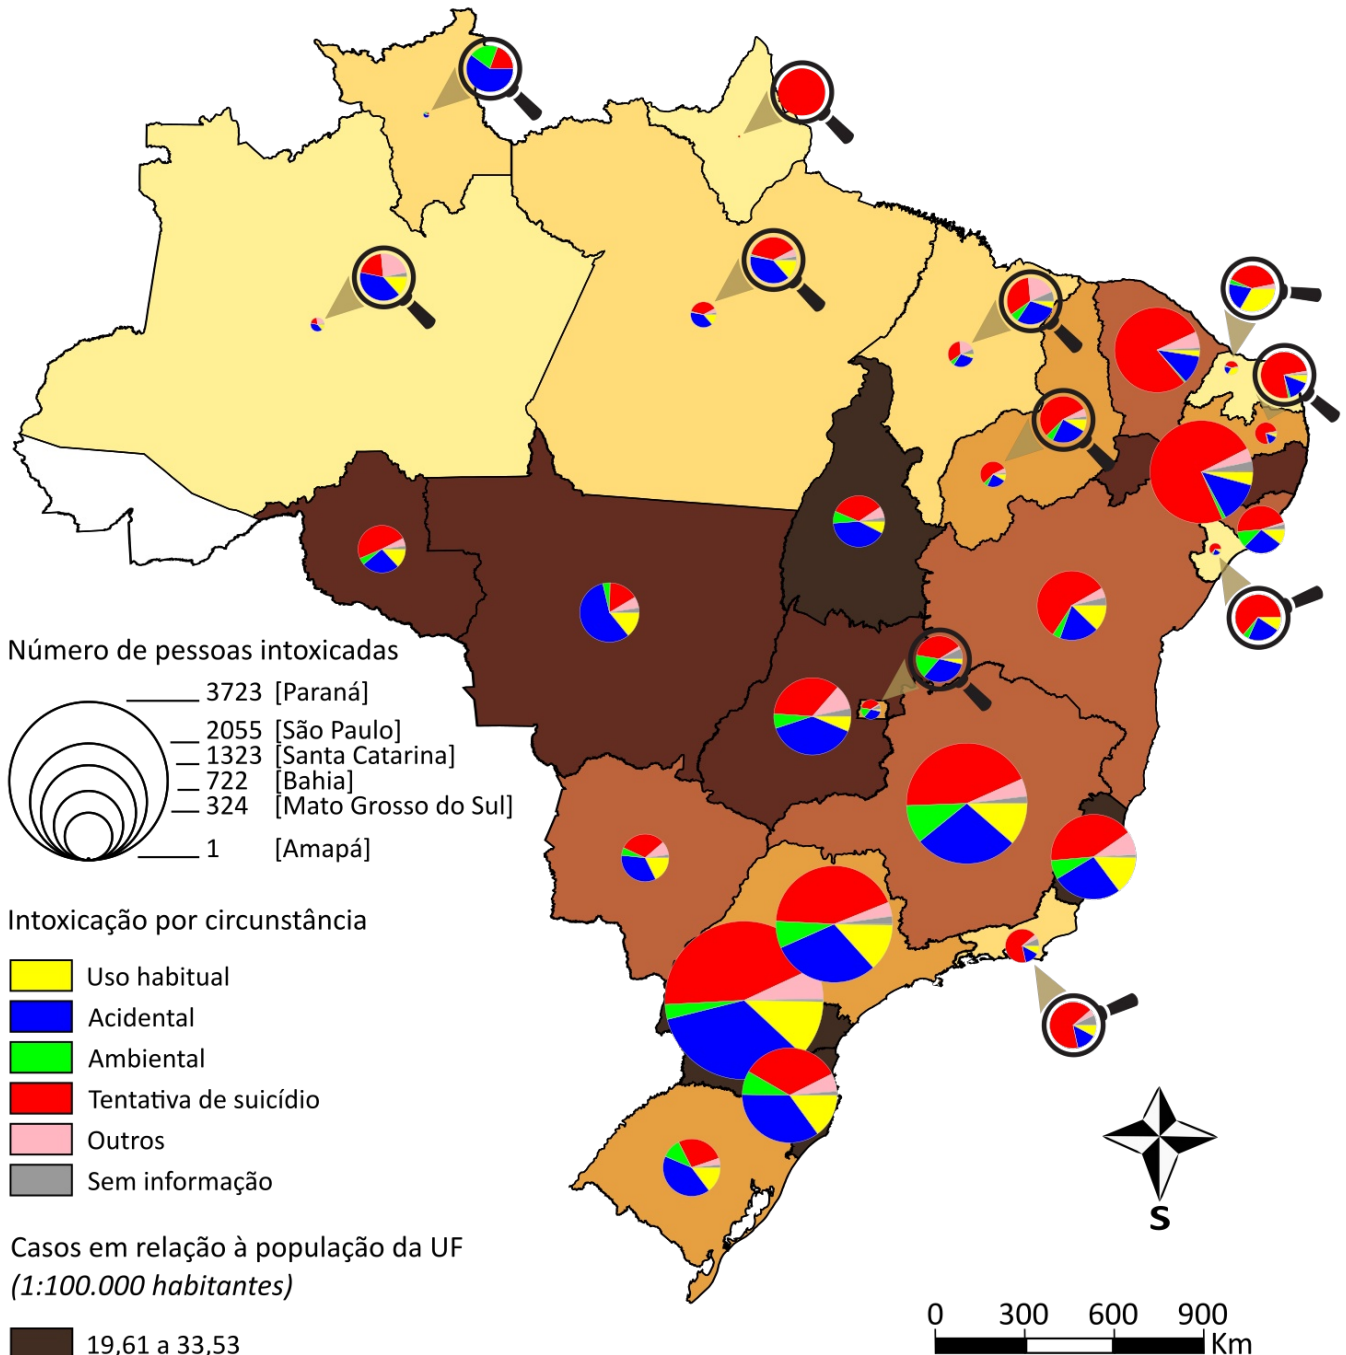 Número de pessoas intoxicadas
3723 [Paraná]
2055 [São Paulo]
1323 [Santa Catarina]
722 [Bahia]
324 [Mato Grosso do Sul]
1 [Amapá]
Intoxicação por circunstância
Uso habitual
Acidental
Ambiental
Tentativa de suicídio
Outros
Sem informação
S
Casos em relação à população da UF
(1:100.000 habitantes)
19,61 a 33,53
0 300 600 900
Km